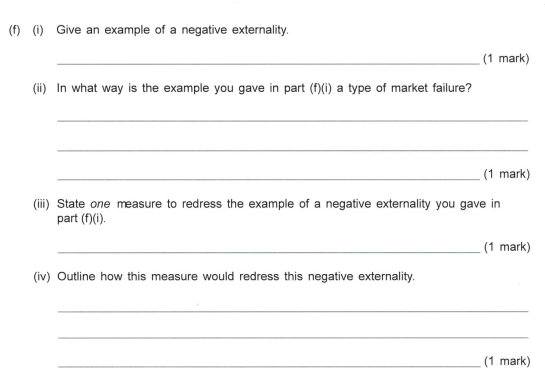 (f) (i) Give an example of a negative externality.
(1 mark)
(ii) In what way is the example you gave in part (f)(i) a type of market failure?
(1 mark)
(iii) State one measure to redress the example of a negative externality you gave in
part (f)(i).
(1 mark)
(iv) Outline how this measure would redress this negative externality.
(1 mark)